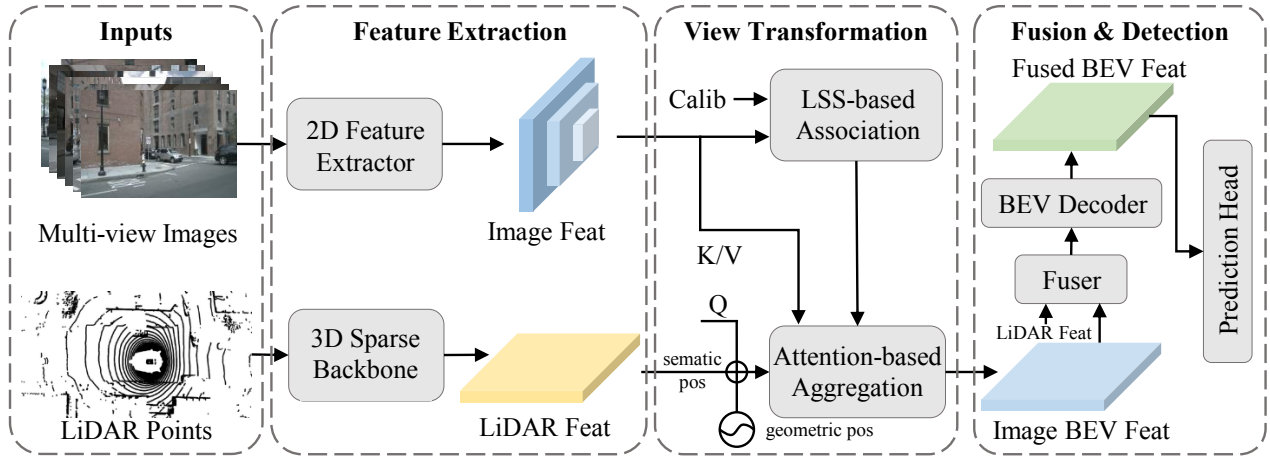 Inputs
Multi-view Images
LiDAR Points
Feature Extraction
2D Feature
Extractor
Image Feat
3D Sparse
Backbone
LiDAR Feat
View Transformation
Calib
LSS-based
Association
K/V
Q
sematic
pos
Attention-based
Aggregation
geometric pos
Fusion & Detection
Fused BEV Feat
BEV Decoder
Fuser
LiDAR Feat
Image BEV Feat
Prediction Head